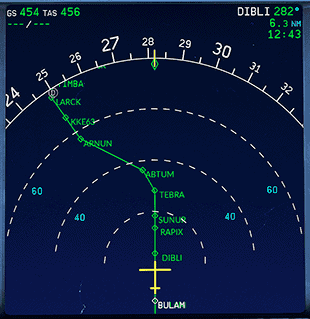 GS 454 TAS 456
---/---
DIBLI 282°
6.3 NM
12:43
24
25
26
27
28
29
30
31
32
IMBA
LARCK
KKE63
ARNUN
ABTUM
60
60
TEBRA
40
40
SUNUR
RAPIX
DIBLI
BULAM